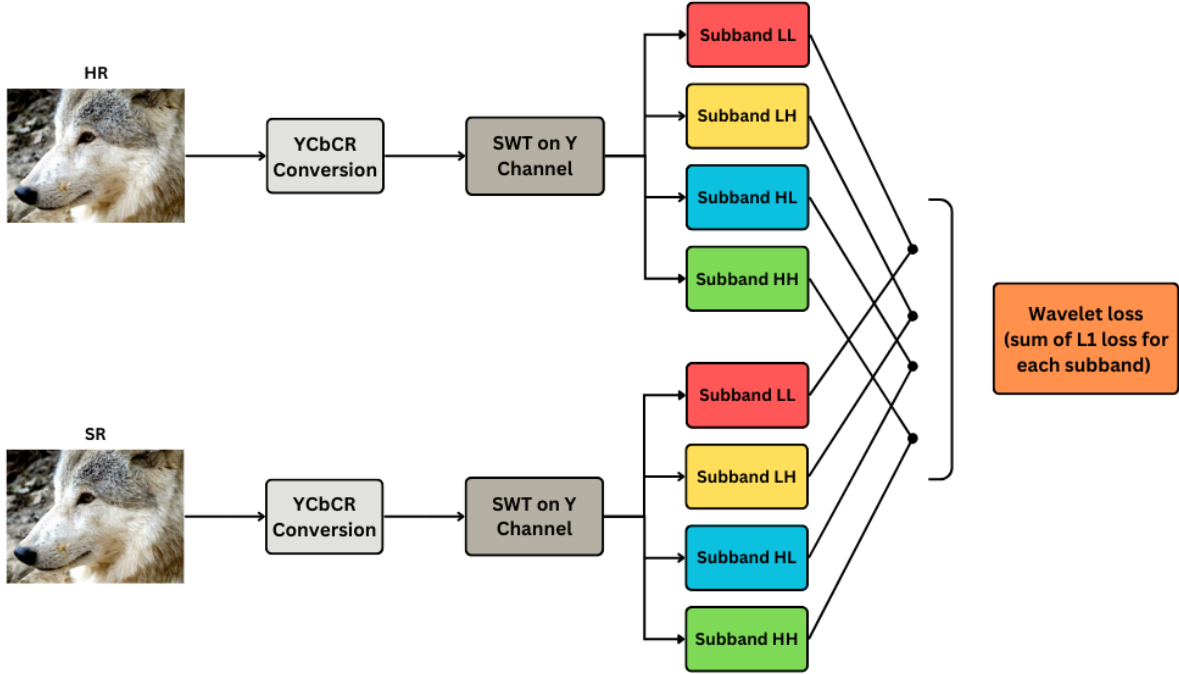 HR
YCbCR
Conversion
SWT on Y
Channel
Subband LL
Subband LH
Subband HL
Subband HH
Wavelet loss
(sum of L1 loss for
each subband)
SR
YCbCR
Conversion
SWT on Y
Channel
Subband LL
Subband LH
Subband HL
Subband HH